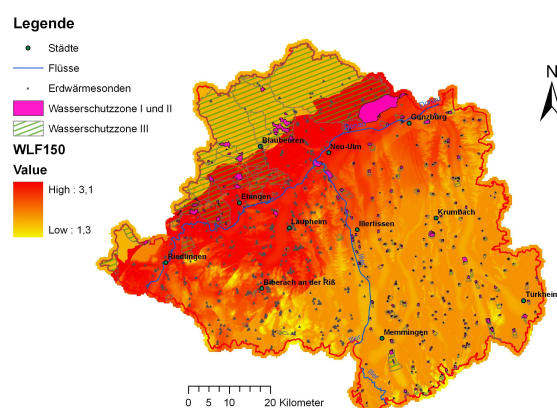 Legende
Städte
Flüsse
Erdwärmesonden
Wasserschutzzone I und II
Wasserschutzzone III
WLF150
Value
High : 3,1
Low : 1,3
N
Günzburg
Blaubeuren
Neu-Ulm
Ehingen
Krumbach
Laupheim
Illertissen
Riedlingen
Biberach an der Riß
Türkheim
Memmingen
0 5 10 20 Kilometer